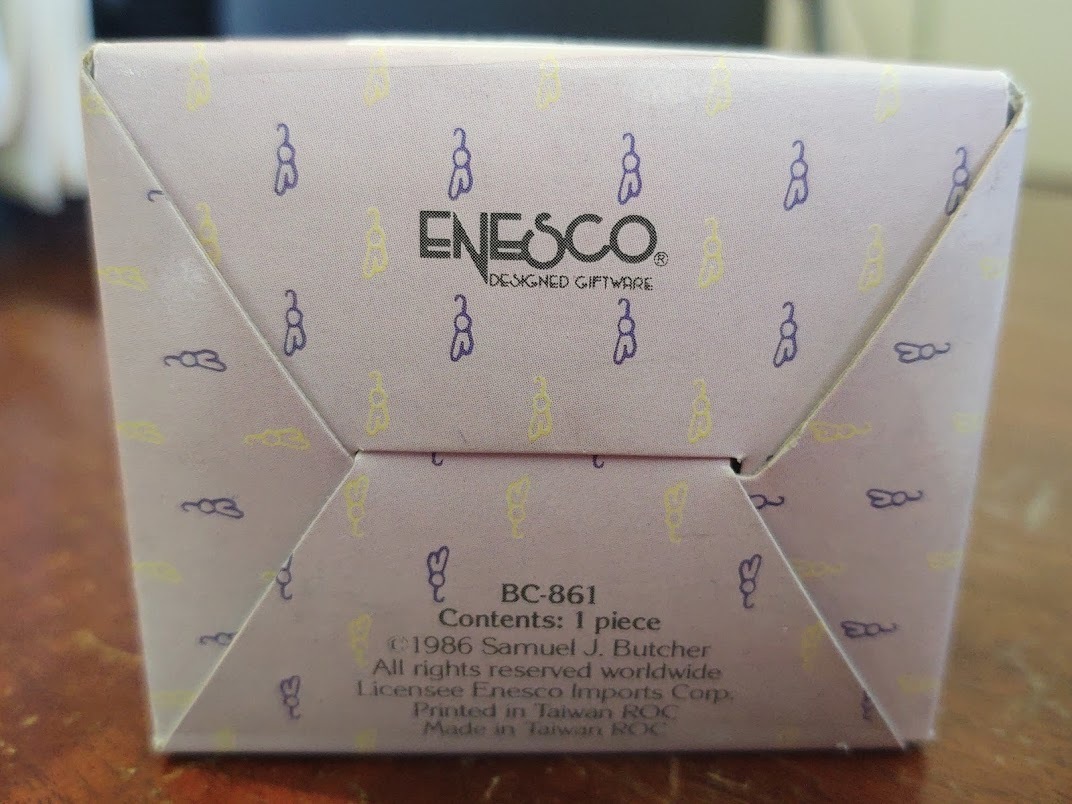 ENESCO®
DESIGNED GIFTWARE
BC-861
Contents: 1 piece
©1986 Samuel J. Butcher
All rights reserved worldwide
Licensee Enesco Imports Corp.
Printed in Taiwan ROC
Made in Taiwan ROC